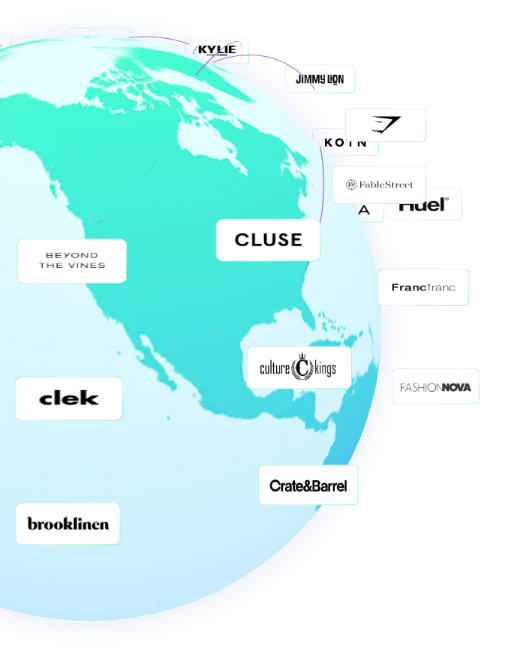 KYLIE
JIMMY LION
KOTN
FableStreet
A
Huel
CLUSE
BEYOND
THE VINES
Francfranc
culture C kings
clek
FASHIONNOVA
Crate&Barrel
brooklinen